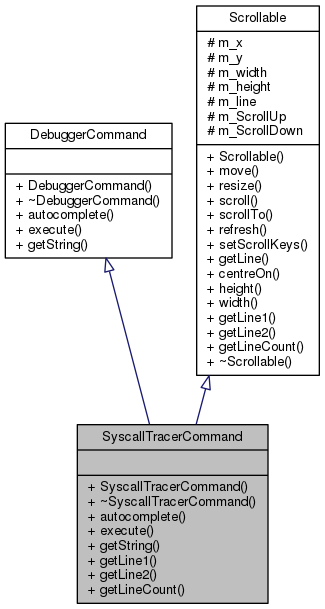 Scrollable
# m_x
# m_y
# m_width
# m_height
# m_line
# m_ScrollUp
# m_ScrollDown
+ Scrollable()
+ move()
+ resize()
+ scroll()
+ scrollTo()
+ refresh()
+ setScrollKeys()
+ getLine()
+ centreOn()
+ height()
+ width()
+ getLine1()
+ getLine2()
+ getLineCount()
+ ~Scrollable()
DebuggerCommand
+ DebuggerCommand()
+ ~DebuggerCommand()
+ autocomplete()
+ execute()
+ getString()
SyscallTracerCommand
+ SyscallTracerCommand()
+ ~SyscallTracerCommand()
+ autocomplete()
+ execute()
+ getString()
+ getLine1()
+ getLine2()
+ getLineCount()